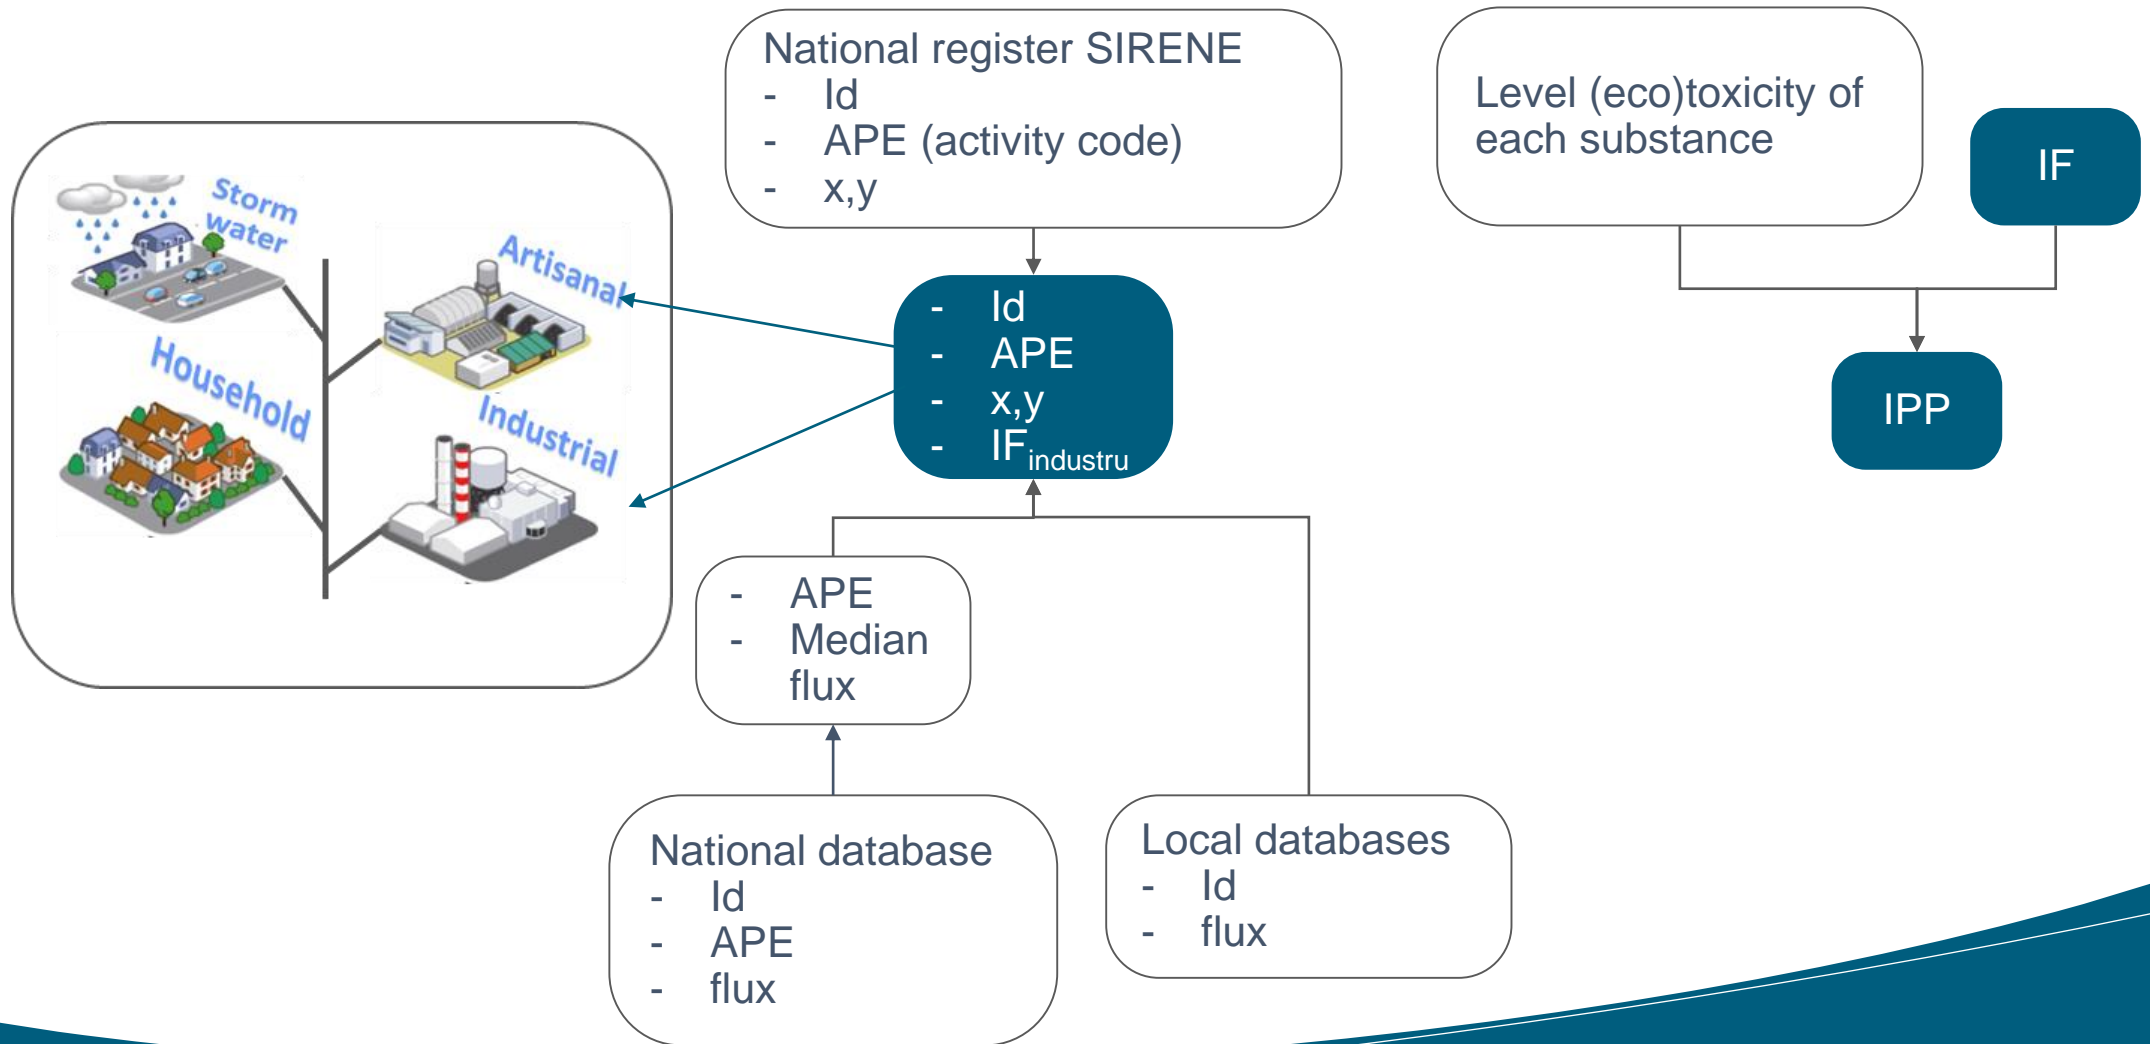 National register SIRENE
- Id
- APE (activity code)
- x,y
Level (eco)toxicity of
each substance
IF
IPP
Storm
water
Artisanal
Household
Industrial
- Id
- APE
- x,y
- IFindustru
- APE
- Median
flux
National database
- Id
- APE
- flux
Local databases
- Id
- flux